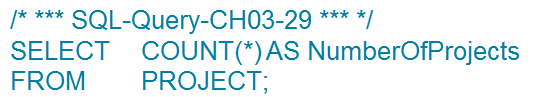 /* *** SQL-Query-CH03-29 *** */
SELECT COUNT(*) AS NumberOfProjects
FROM PROJECT;